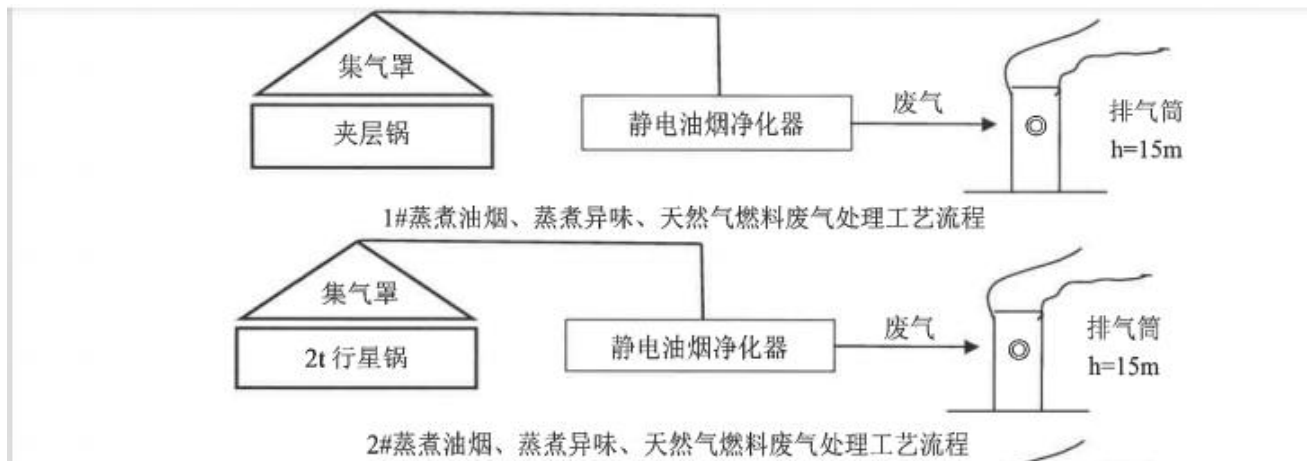 集气罩
夹层锅
静电油烟净化器
废气
排气筒
h=15m
1#蒸煮油烟、蒸煮异味、天然气燃料废气处理工艺流程
集气罩
2t 行星锅
静电油烟净化器
废气
排气筒
h=15m
2#蒸煮油烟、蒸煮异味、天然气燃料废气处理工艺流程